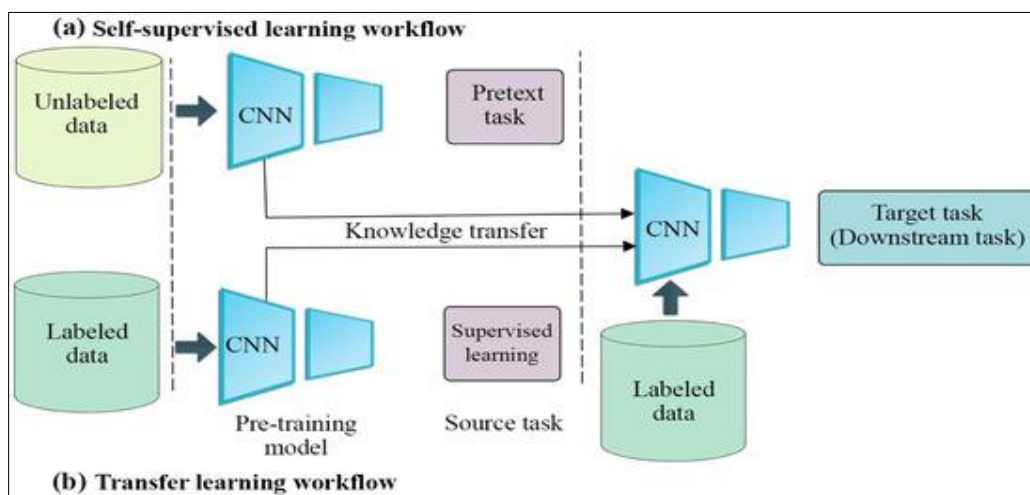 (a) Self-supervised learning workflow
Unlabeled
data
CNN
Pretext
task
Knowledge transfer
CNN
Target task
(Downstream task)
Labeled
data
CNN
Supervised
learning
Labeled
data
Pre-training
model
Source task
(b) Transfer learning workflow